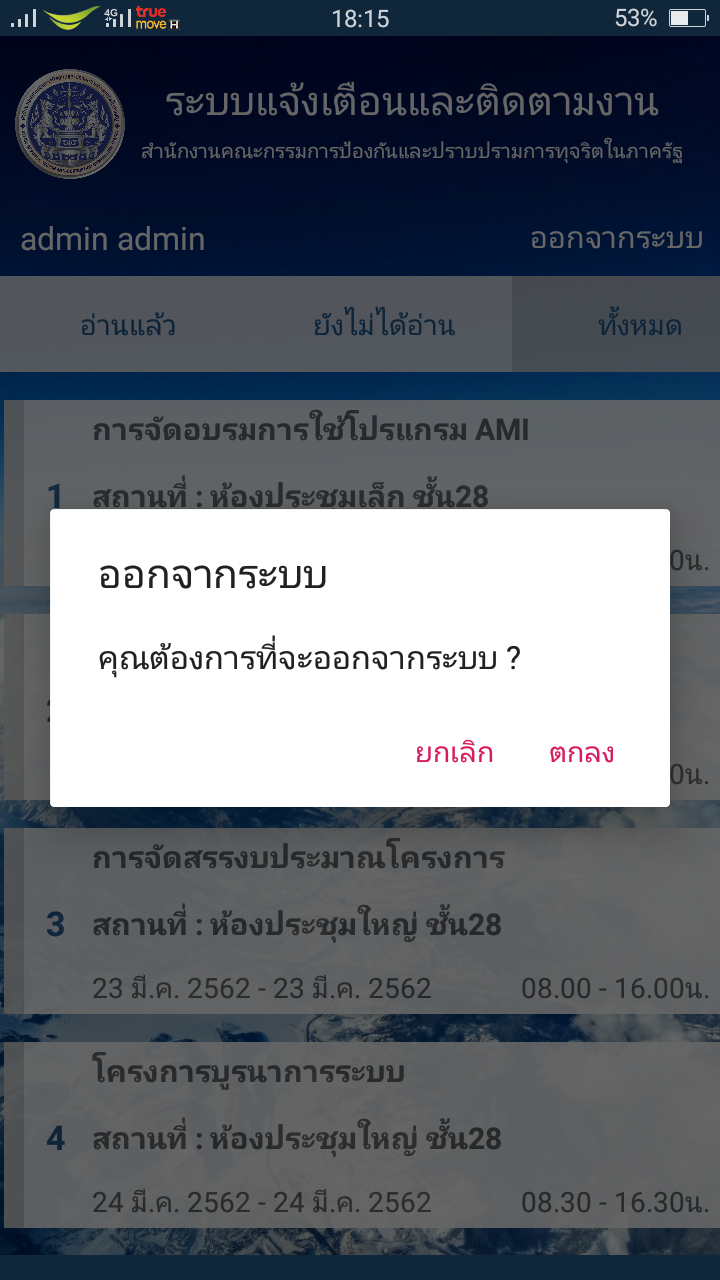 4G true move H 18:15 53%
ระบบแจ้งเตือนและติดตามงาน
สำนักงานคณะกรรมการป้องกันและปราบปรามการทุจริตในภาครัฐ
admin admin ออกจากระบบ
อ่านแล้ว ยังไม่ได้อ่าน ทั้งหมด
การจัดอบรมการใช้โปรแกรม AMI
1 สถานที่ : ห้องประชุมเล็ก ชั้น28
0น.
ออกจากระบบ
คุณต้องการที่จะออกจากระบบ ?
ยกเลิก ตกลง
0น.
การจัดสรรงบประมาณโครงการ
3 สถานที่ : ห้องประชุมใหญ่ ชั้น28
23 มี.ค. 2562 - 23 มี.ค. 2562 08.00 - 16.00น.
โครงการบูรนาการระบบ
4 สถานที่ : ห้องประชุมใหญ่ ชั้น28
24 มี.ค. 2562 - 24 มี.ค. 2562 08.30 - 16.30น.